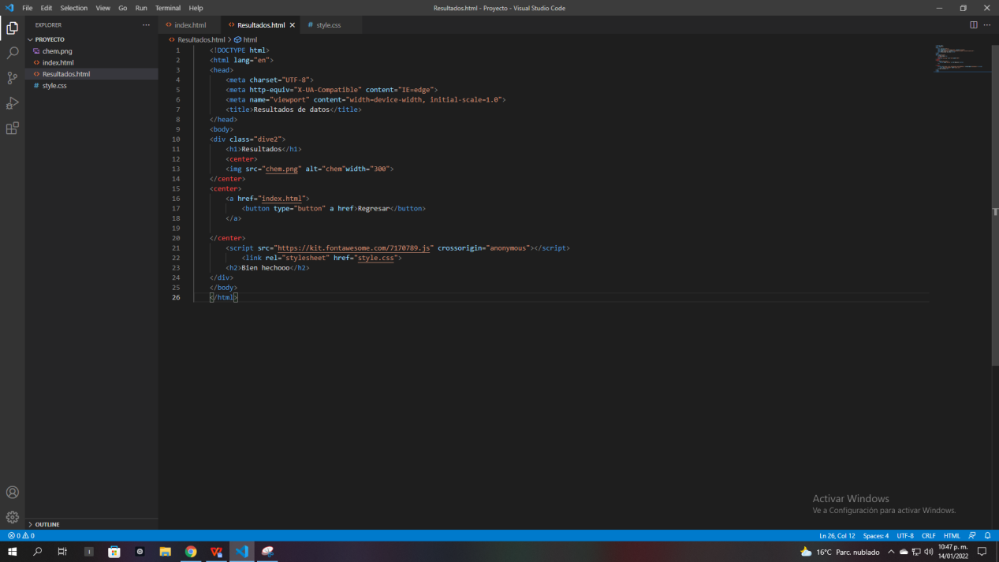 File Edit Selection View Go Run Terminal Help
Resultados.html - Proyecto - Visual Studio Code
EXPLORER
PROYECTO
chem.png
index.html
Resultados.html
style.css
index.html Resultados.html style.css
Resultados.html > html
1 <!DOCTYPE html>
2 <html lang="en">
3 <head>
4 <meta charset="UTF-8">
5 <meta http-equiv="X-UA-Compatible" content="IE=edge">
6 <meta name="viewport" content="width=device-width, initial-scale=1.0">
7 <title>Resultados de datos</title>
8 </head>
9 <body>
10 <div class="dive2">
11 <h1>Resultados</h1>
12 <center>
13 <img src="chem.png" alt="chem"width="300">
14 </center>
15 <center>
16 <a href="index.html">
17 <button type="button" a href>Regresar</button>
18 </a>
19
20 </center>
21 <script src="https://kit.fontawesome.com/7170789.js" crossorigin="anonymous"></script>
22 <link rel="stylesheet" href="style.css">
23 <h2>Bien hechooo</h2>
24 </div>
25 </body>
26 </html>
Activar Windows
Ve a Configuración para activar Windows.
OUTLINE
0 0
Ln 26, Col 12 Spaces: 4 UTF-8 CRLF HTML
16°C Parc. nublado
10:47 p. m.
14/01/2022